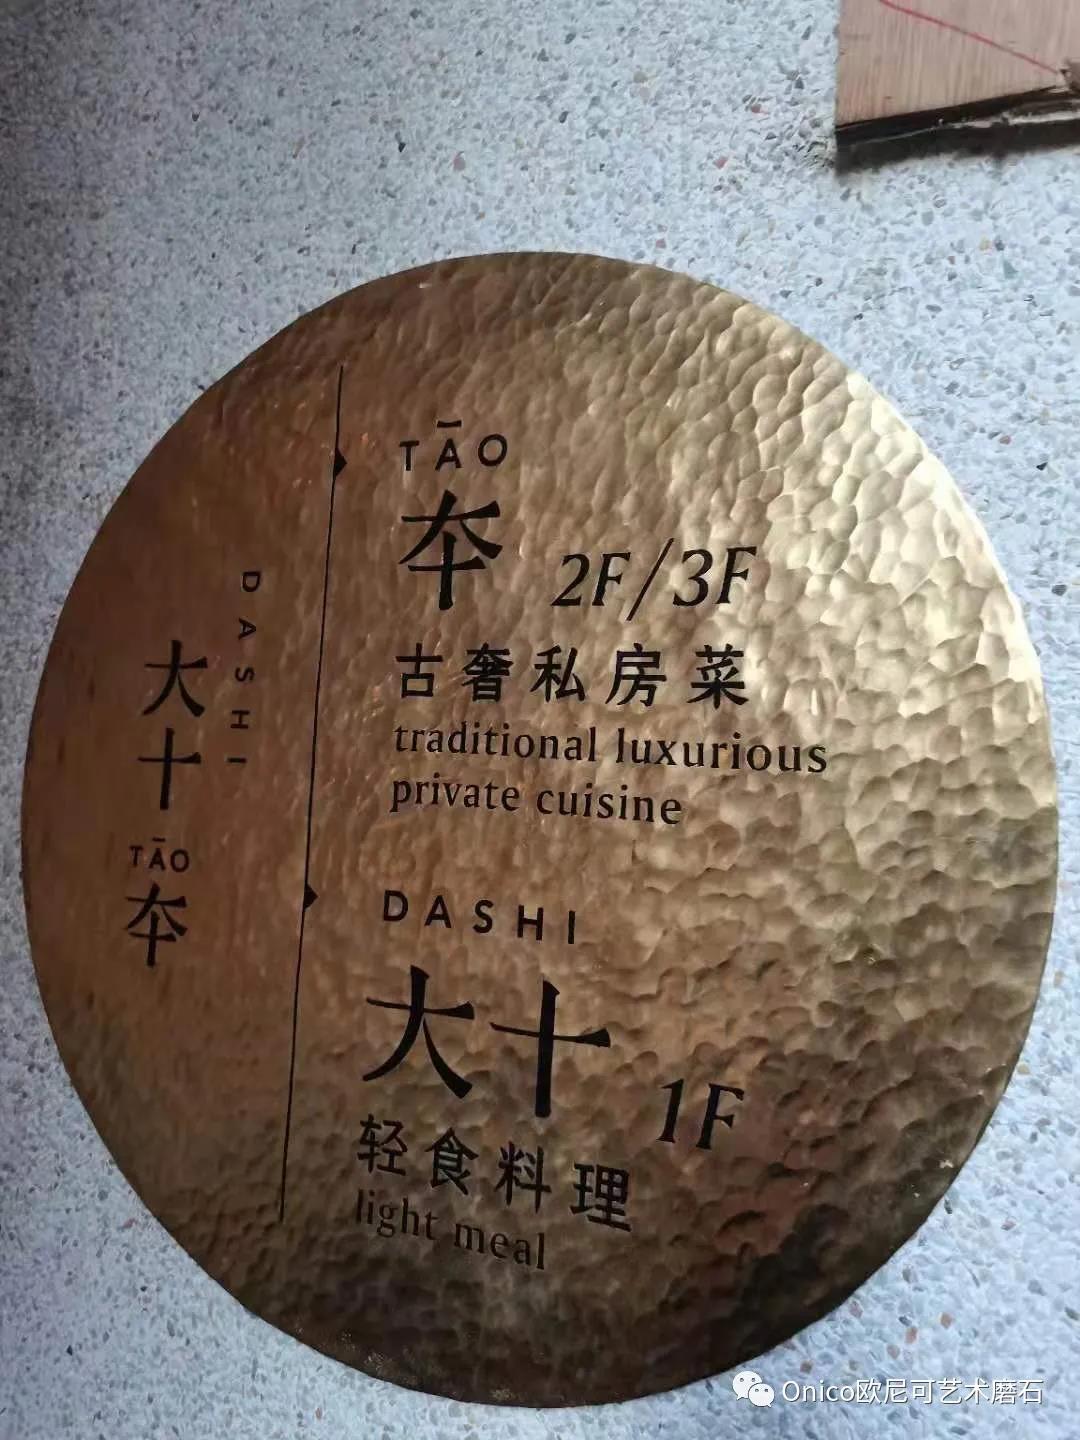 DASHI
大十
TĀO
夲
TĀO
夲 2F/3F
古奢私房菜
traditional luxurious
private cuisine
DASHI
大十 1F
轻食料理
light meal
Onico欧尼可艺术磨石